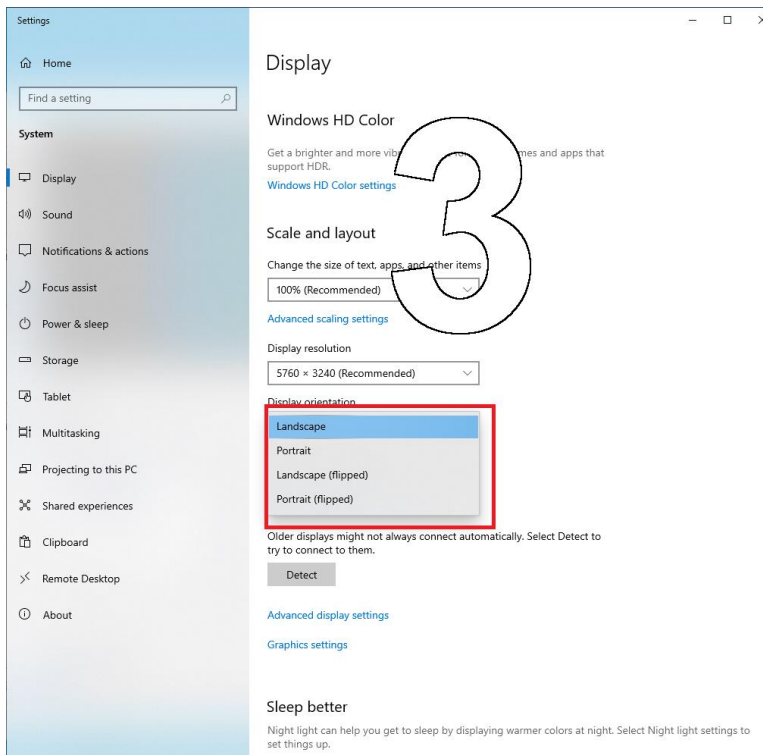 Settings
Home
Find a setting
System
Display
Sound
Notifications & actions
Focus assist
Power & sleep
Storage
Tablet
Multitasking
Projecting to this PC
Shared experiences
Clipboard
Remote Desktop
About
Display
Windows HD Color
Get a brighter and more mes and apps that
support HDR.
Windows HD Color settings
3
Scale and layout
Change the size of text, apps, and other items
100% (Recommended)
Advanced scaling settings
Display resolution
5760 × 3240 (Recommended)
Display orientation
Landscape
Portrait
Landscape (flipped)
Portrait (flipped)
Older displays might not always connect automatically. Select Detect to
try to connect to them.
Detect
Advanced display settings
Graphics settings
Sleep better
Night light can help you get to sleep by displaying warmer colors at night. Select Night light settings to
set things up.